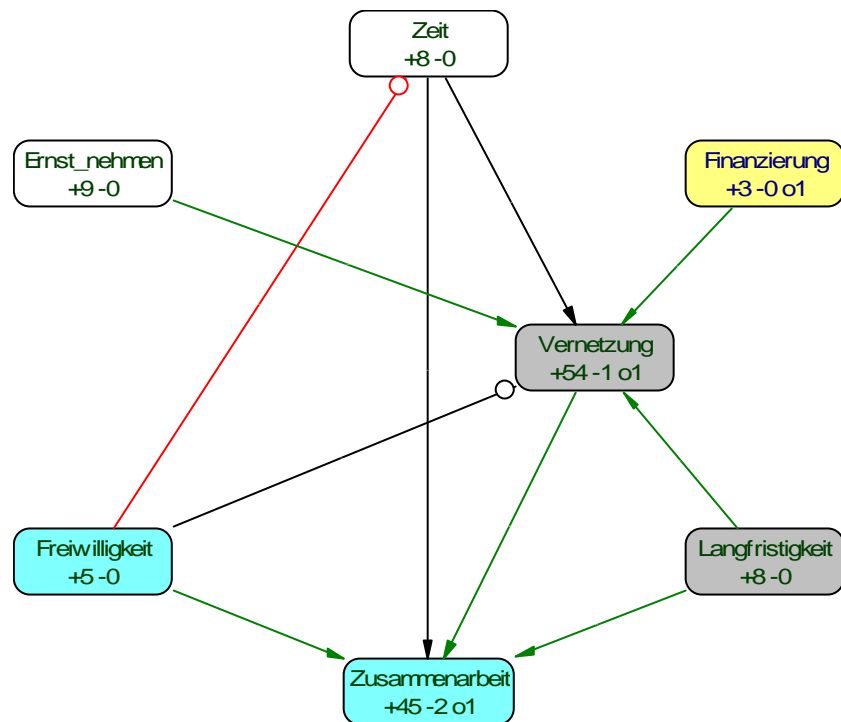 Zeit
+8 -0
Ernst_nehmen
+9 -0
Finanzierung
+3 -0 o1
Vernetzung
+54 -1 o1
Freiwilligkeit
+5 -0
Langfristigkeit
+8 -0
Zusammenarbeit
+45 -2 o1